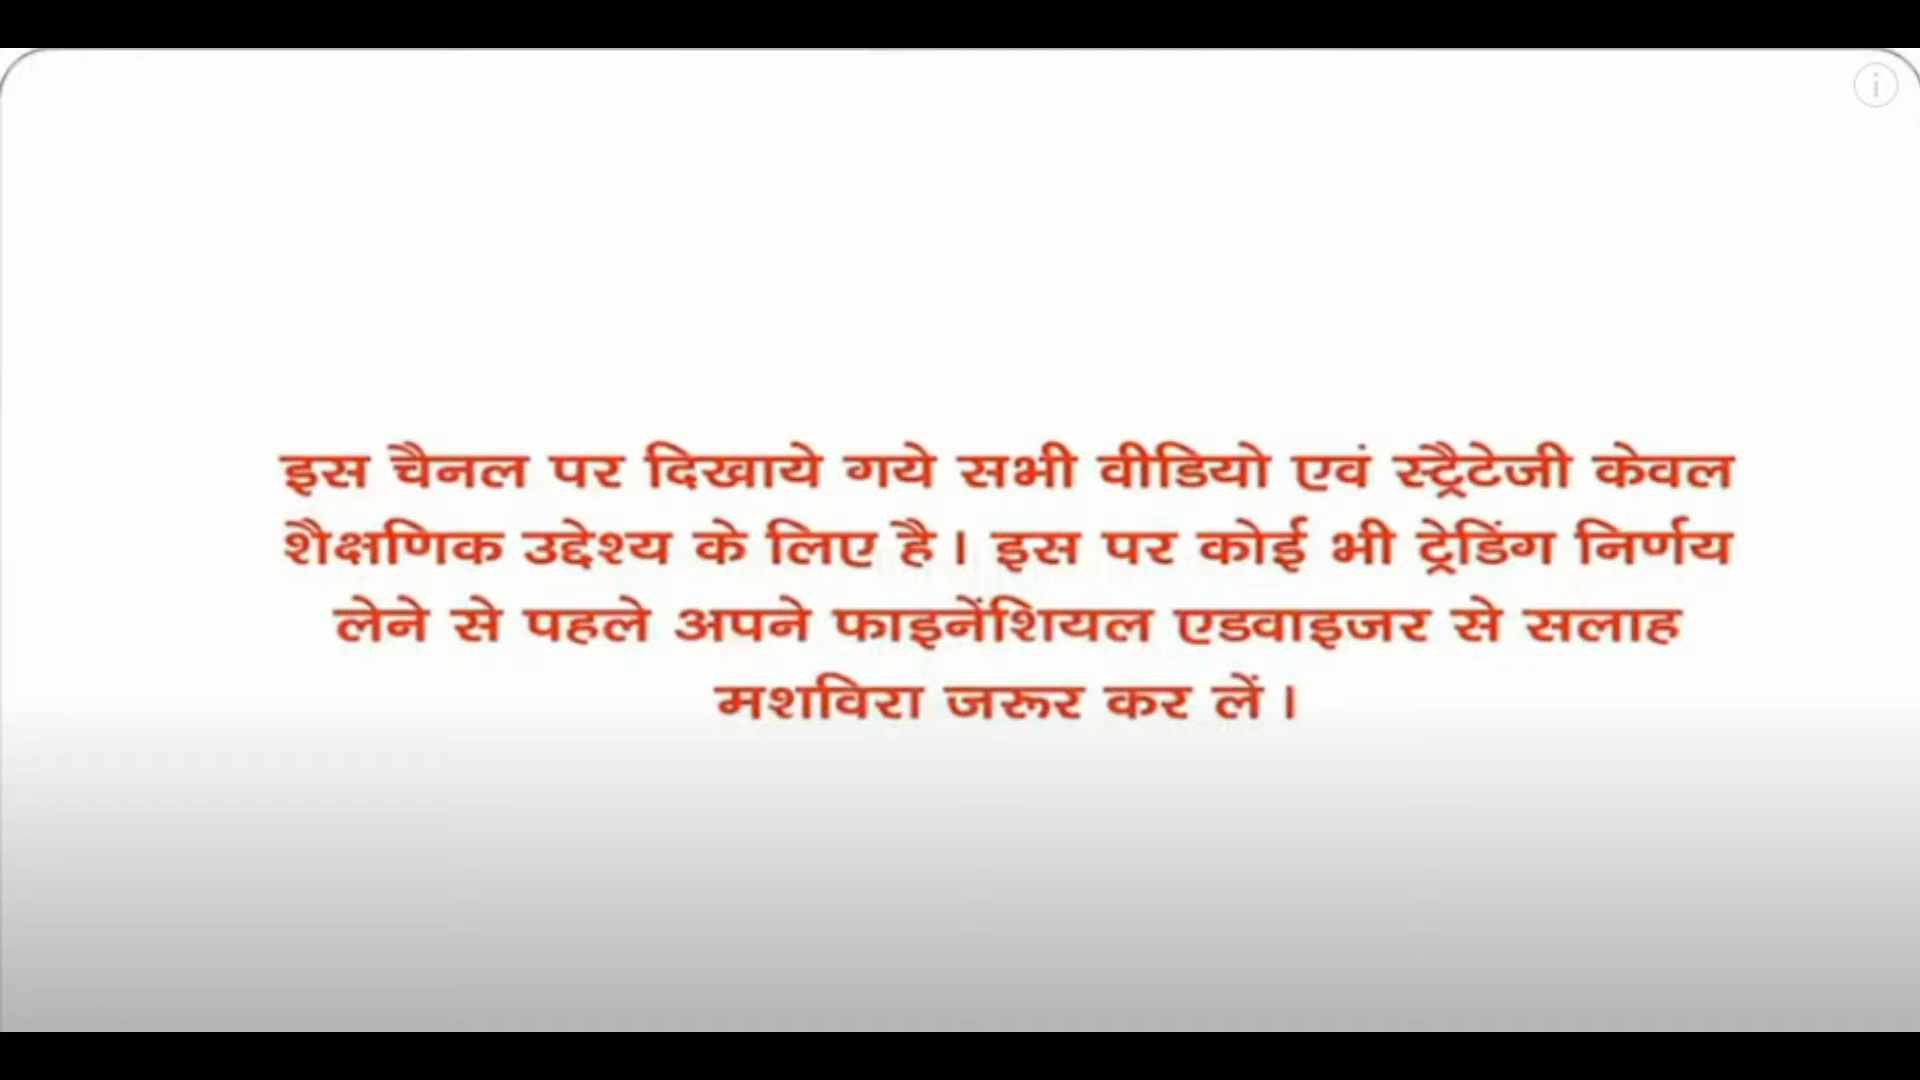 इस चैनल पर दिखाये गये सभी वीडियो एवं स्ट्रैटेजी केवल
शैक्षणिक उद्देश्य के लिए है। इस पर कोई भी ट्रेडिंग निर्णय
लेने से पहले अपने फाइनेंशियल एडवाइजर से सलाह
मशविरा जरूर कर लें।